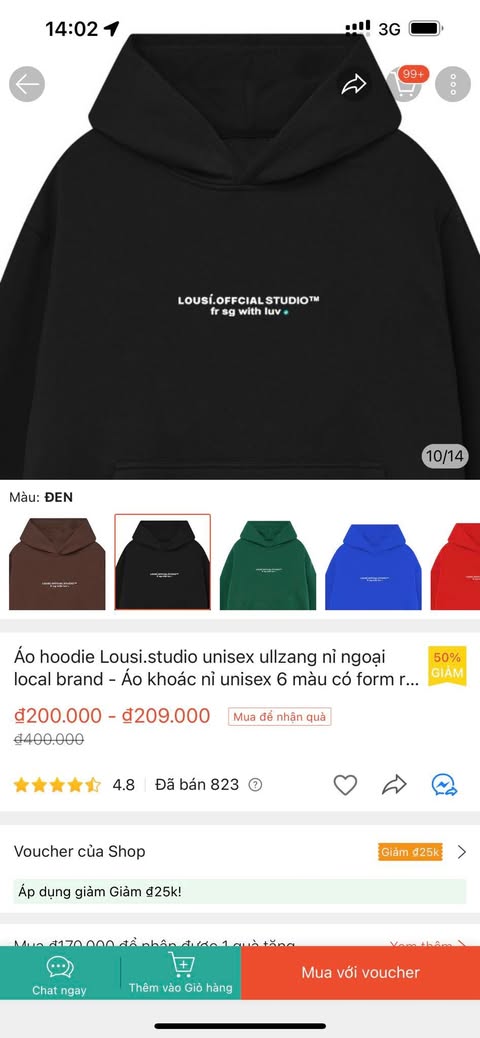 14:02
3G
99+
LOUSÍ.OFFCIAL STUDIO™
fr sg with luv
10/14
Màu: ĐEN
Áo hoodie Lousi.studio unisex ullzang nỉ ngoại
local brand - Áo khoác nỉ unisex 6 màu có form r...
50%
GIẢM
₫200.000 - ₫209.000
Mua để nhận quà
₫400.000
4.8
Đã bán 823
Voucher của Shop
Giảm ₫25k
Áp dụng giảm Giảm ₫25k!
Mua ₫170.000 để nhận được 1 quà tặng
Xem thêm
Chat ngay
Thêm vào Giỏ hàng
Mua với voucher